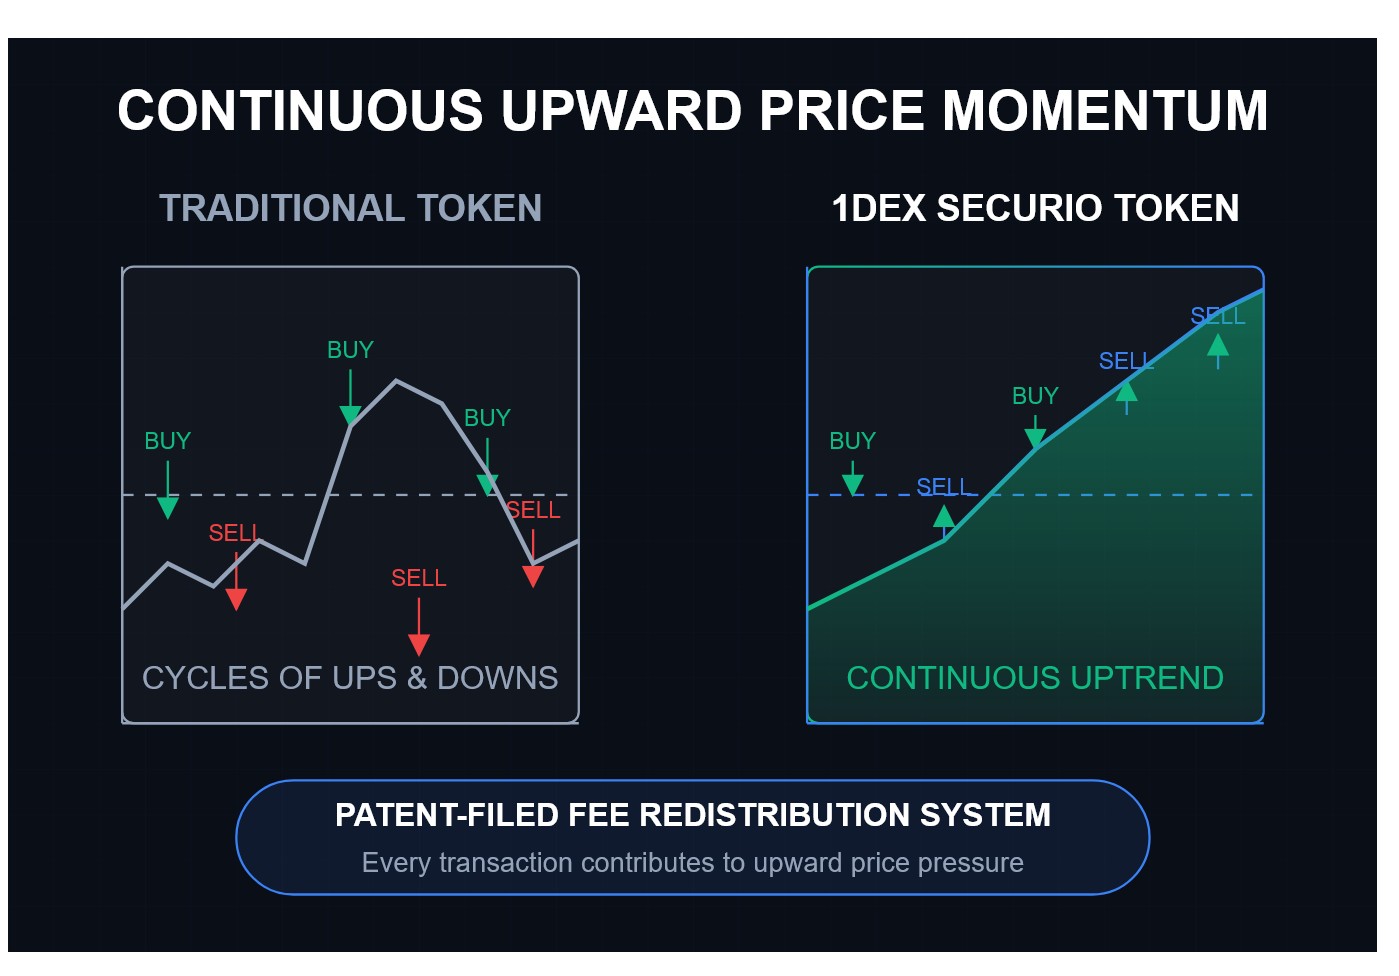 CONTINUOUS UPWARD PRICE MOMENTUM
TRADITIONAL TOKEN
BUY
BUY
BUY
SELL
SELL
SELL
CYCLES OF UPS & DOWNS
1DEX SECURIO TOKEN
SELL
SELL
BUY
BUY
SELL
CONTINUOUS UPTREND
PATENT-FILED FEE REDISTRIBUTION SYSTEM
Every transaction contributes to upward price pressure